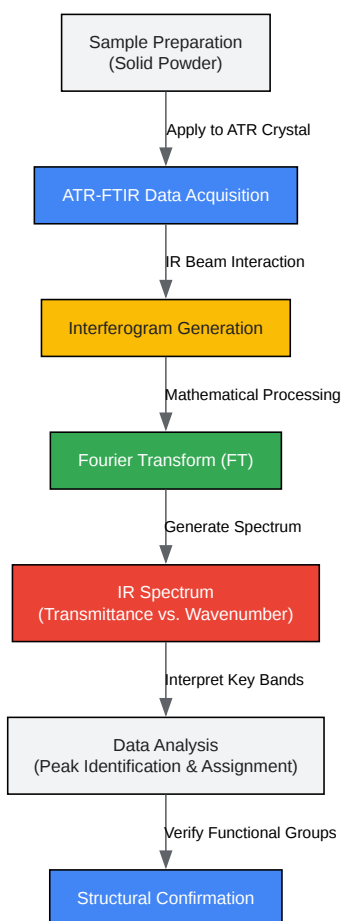 Sample Preparation
(Solid Powder)
Apply to ATR Crystal
ATR-FTIR Data Acquisition
IR Beam Interaction
Interferogram Generation
Mathematical Processing
Fourier Transform (FT)
Generate Spectrum
IR Spectrum
(Transmittance vs. Wavenumber)
Interpret Key Bands
Data Analysis
(Peak Identification & Assignment)
Verify Functional Groups
Structural Confirmation